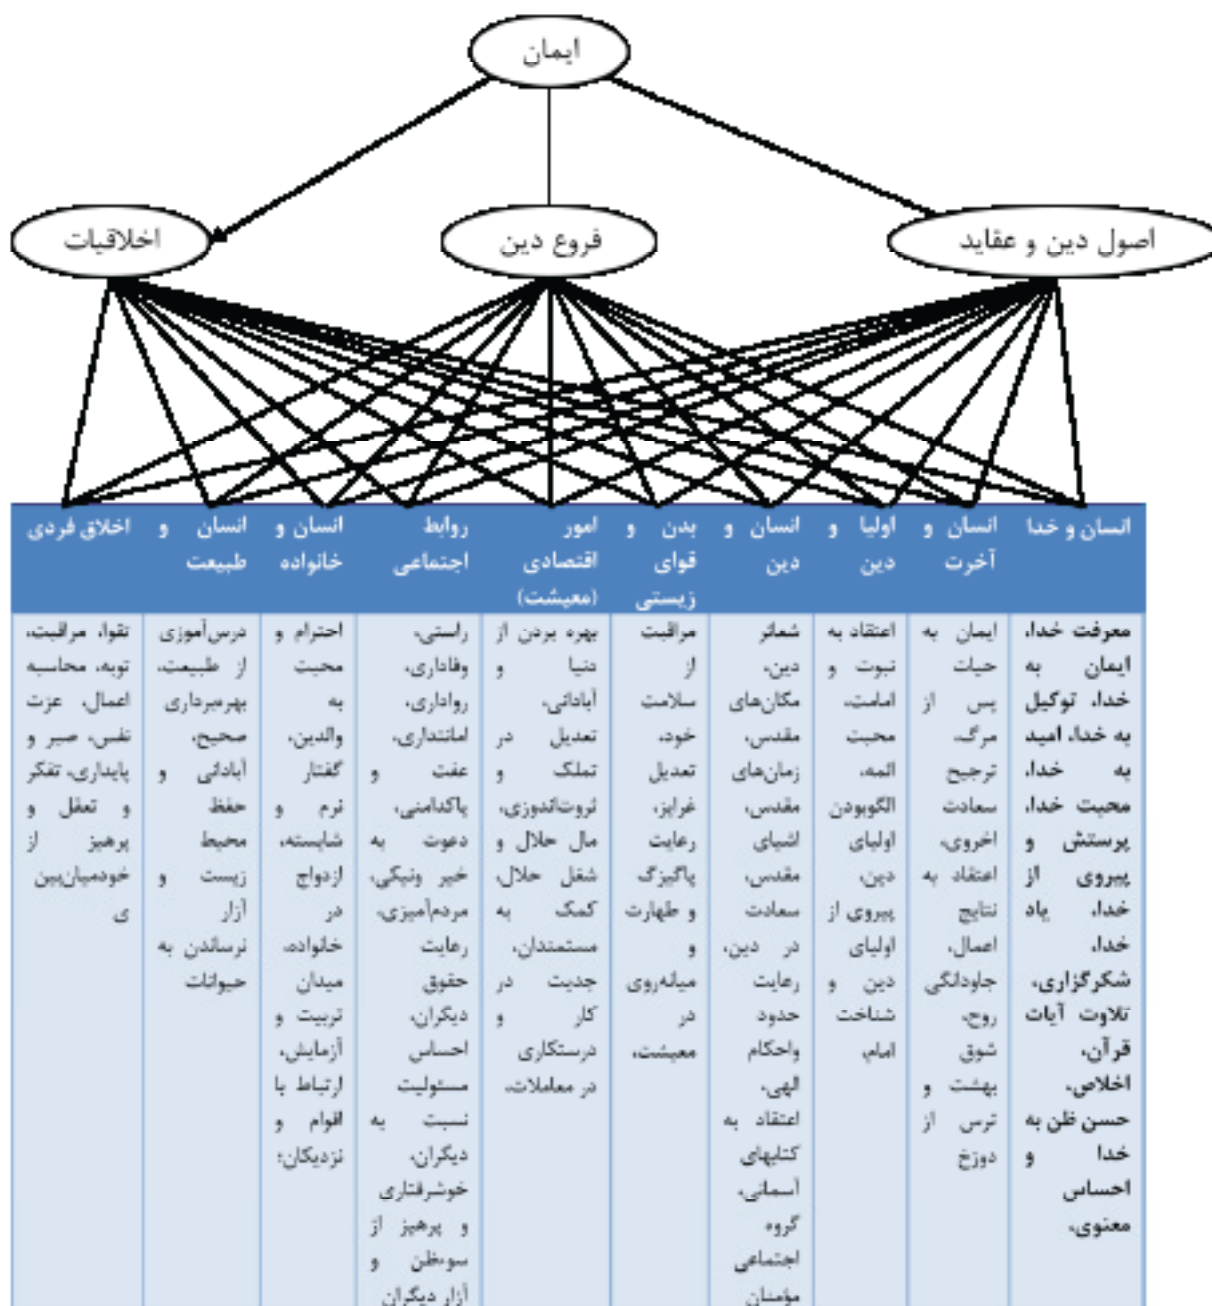 ایمان
اصول دین و عقاید
فروع دین
اخلاقیات
انسان و خدا
انسان و
آخرت
اولیا و
دین
انسان و
دین
بدن و
قوای
زیستی
امور
اقتصادی
(معیشت)
روابط
اجتماعی
انسان و
خانواده
انسان و
طبیعت
اخلاق فردی
معرفت خدا،
ایمان به
خدا، توکیل
به خدا، امید
به خدا،
محبت خدا،
پرستش و
پیروی از
خدا، یاد
خدا،
شکرگزاری،
تلاوت آیات
قرآن،
اخلاص،
حسن ظن به
خدا و
احساس
معنوی،
ایمان به
حیات
پس از
مرگ،
ترجیح
سعادت
اخروی،
اعتقاد به
نتایج
اعمال،
جاودانگی
روح،
شوق
بهشت و
ترس از
دوزخ
اعتقاد به
نبوت و
امامت،
محبت
ائمه،
الگوبودن
اولیای
دین،
پیروی از
اولیای
دین و
شناخت
امام،
شعائر
دین،
مکان‌های
مقدس،
زمان‌های
مقدس،
اشیای
مقدس،
سعادت
در دین،
رعایت
حدود
واحکام
الهی،
اعتقاد به
کتابهای
آسمانی،
گروه
اجتماعی
مؤمنان
مراقبت
از
سلامت
خود،
تعدیل
غرایز،
رعایت
پاگیزگ
و طهارت
و
میانه‌روی
در
معیشت،
بهره بردن از
دنیا و
آبادانی،
تعدیل در
تملک و
ثروت‌اندوزی،
مال حلال و
شغل حلال،
کمک به
مستمندان،
جدیت در
کار و
درستکاری
در معاملات،
راستی،
وفاداری،
رواداری،
امانتداری،
عفت و
پاکدامنی،
دعوت به
خیر ونیکی،
مردم‌آمیزی،
رعایت
حقوق
دیگران،
احساس
مسئولیت
نسبت به
دیگران،
خوشرفتاری
و پرهیز از
سوءظن و
آزار دیگران
احترام و
محبت
به
والدین،
گفتار
نرم و
شایسته،
ازدواج
در
خانواده،
میدان
تربیت و
آزمایش،
ارتباط با
اقوام و
نزدیکان؛
درس‌آموزی
از طبیعت،
بهره‌برداری
صحیح،
آبادانی و
حفظ
محیط
زیست و
آزار
نرساندن به
حیوانات
تقوا، مراقبت،
توبه، محاسبه
اعمال، عزت
نفس، صبر و
پایداری، تفکر
و تعقل و
پرهیز از
خودمیان‌بین
ی